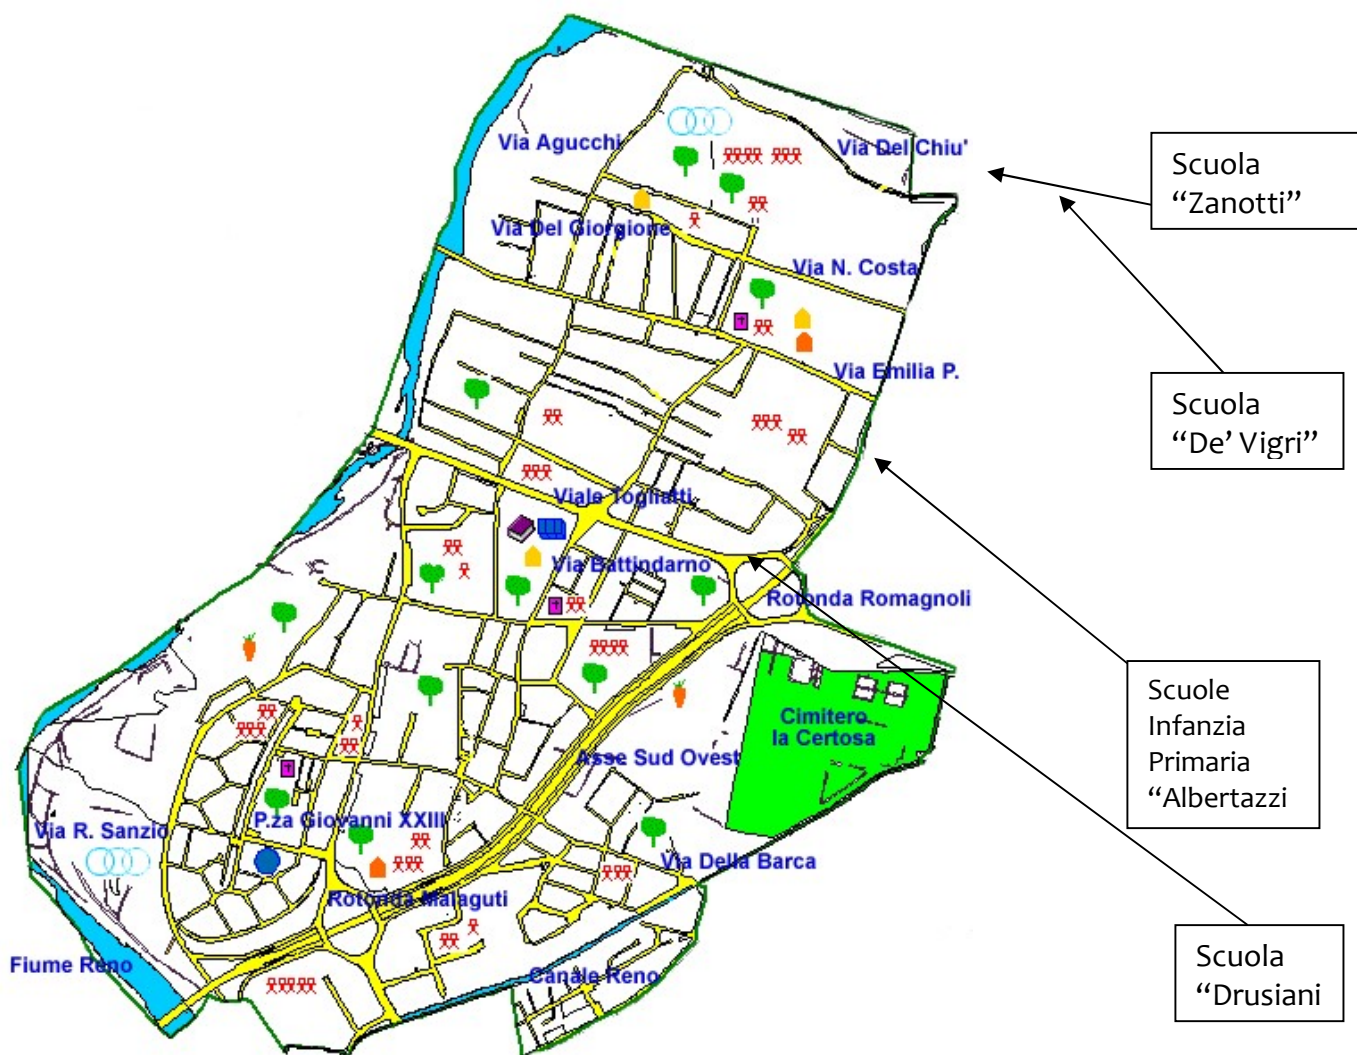 Via Agucchi
Via Del Chiu'
Via Del Giorgione
Via N. Costa
Via Emilia P.
Viale Togliatti
Via Battindarno
Rotonda Romagnoli
Cimitero
la Certosa
Asse Sud Ovest
P.za Giovanni XXIII
Via R. Sanzio
Via Della Barca
Rotonda Malaguti
Fiume Reno
Canale Reno
Scuola
“Zanotti”
Scuola
“De’ Vigri”
Scuole
Infanzia
Primaria
“Albertazzi
Scuola
“Drusiani